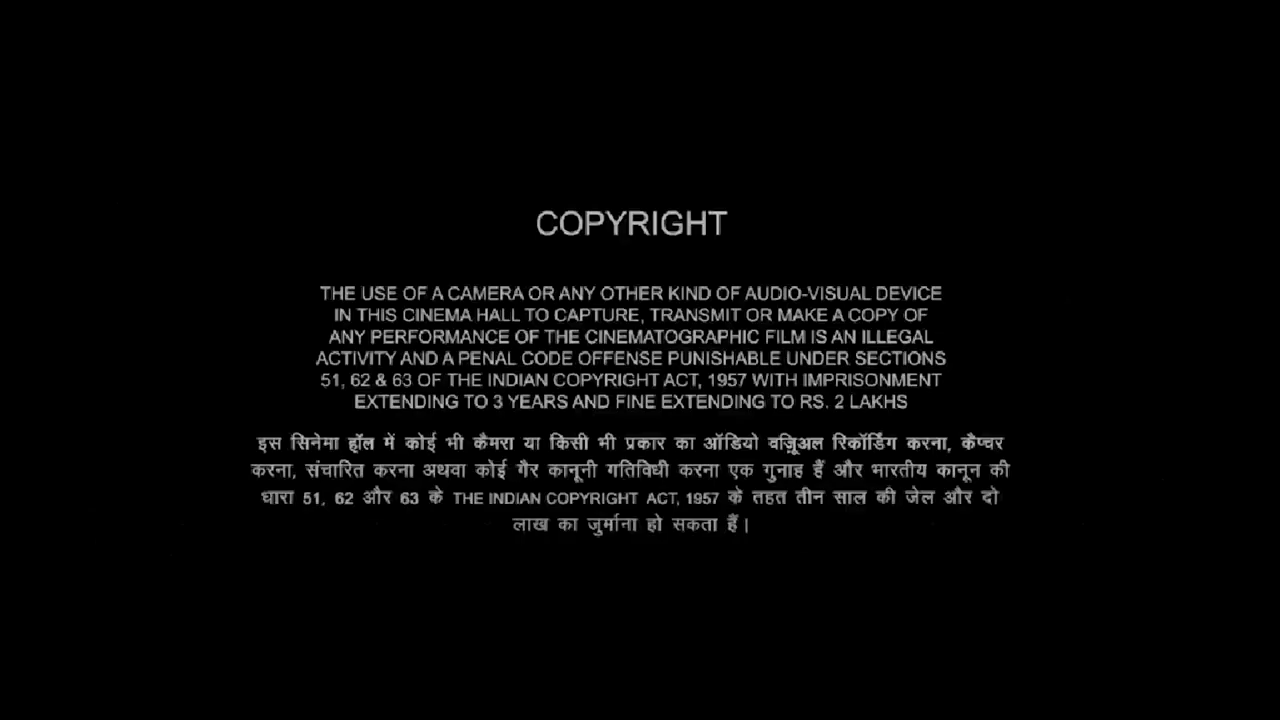 COPYRIGHT
THE USE OF A CAMERA OR ANY OTHER KIND OF AUDIO-VISUAL DEVICE
IN THIS CINEMA HALL TO CAPTURE, TRANSMIT OR MAKE A COPY OF
ANY PERFORMANCE OF THE CINEMATOGRAPHIC FILM IS AN ILLEGAL
ACTIVITY AND A PENAL CODE OFFENSE PUNISHABLE UNDER SECTIONS
51, 62 & 63 OF THE INDIAN COPYRIGHT ACT, 1957 WITH IMPRISONMENT
EXTENDING TO 3 YEARS AND FINE EXTENDING TO RS. 2 LAKHS
इस सिनेमा हॉल में कोई भी कैमरा या किसी भी प्रकार का ऑडियो वज़िुअल रिकॉर्डिंग करना, कैप्चर
करना, संचारित करना अथवा कोई गैर कानूनी गतिविधी करना एक गुनाह हैं और भारतीय कानून की
धारा 51, 62 और 63 के THE INDIAN COPYRIGHT ACT, 1957 के तहत तीन साल की जेल और दो
लाख का जुर्माना हो सकता हैं।